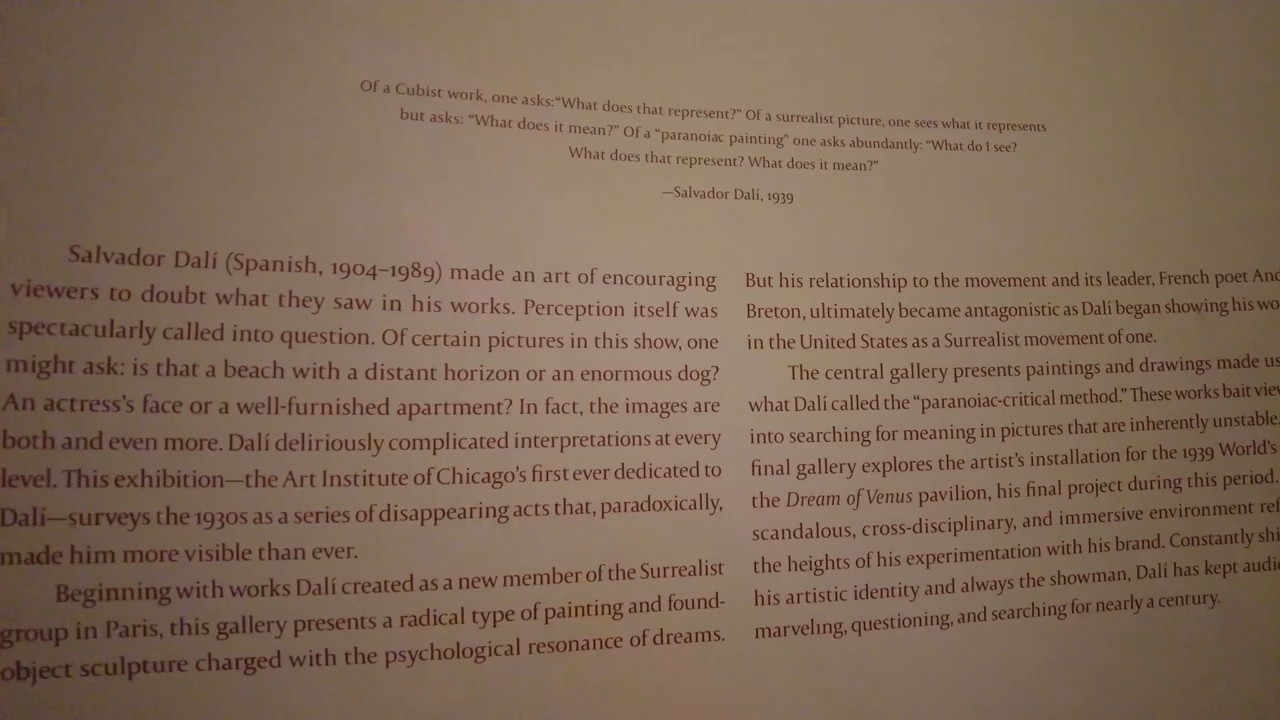 Of a Cubist work, one asks:“What does that represent?” Of a surrealist picture, one sees what it represents
but asks: “What does it mean?” Of a “paranoiac painting” one asks abundantly: “What do I see?
What does that represent? What does it mean?”
—Salvador Dalí, 1939
Salvador Dalí (Spanish, 1904–1989) made an art of encouraging
viewers to doubt what they saw in his works. Perception itself was
spectacularly called into question. Of certain pictures in this show, one
might ask: is that a beach with a distant horizon or an enormous dog?
An actress’s face or a well-furnished apartment? In fact, the images are
both and even more. Dalí deliriously complicated interpretations at every
level. This exhibition—the Art Institute of Chicago’s first ever dedicated to
Dalí—surveys the 1930s as a series of disappearing acts that, paradoxically,
made him more visible than ever.
Beginning with works Dalí created as a new member of the Surrealist
group in Paris, this gallery presents a radical type of painting and found-
object sculpture charged with the psychological resonance of dreams.
But his relationship to the movement and its leader, French poet
Breton, ultimately became antagonistic as Dalí began showing his
in the United States as a Surrealist movement of one.
The central gallery presents paintings and drawings made
what Dalí called the “paranoiac-critical method.” These works bait
into searching for meaning in pictures that are inherently unstable.
final gallery explores the artist’s installation for the 1939 World’s
the Dream of Venus pavilion, his final project during this period.
scandalous, cross-disciplinary, and immersive environment
the heights of his experimentation with his brand. Constantly
his artistic identity and always the showman, Dalí has kept
marveling, questioning, and searching for nearly a century.